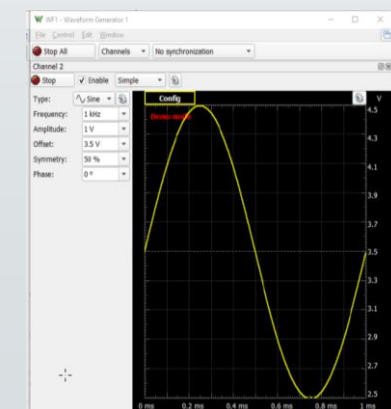 WF1 - Waveform Generator 1
File Control Edit Window
Stop All Channels No synchronization
Channel 2
Stop Enable Simple
Type: Sine
Frequency: 1 kHz
Amplitude: 1 V
Offset: 3.5 V
Symmetry: 50 %
Phase: 0 °
Config
V
Demo mode
4.5
4.3
4.1
3.9
3.7
3.5
3.3
3.1
2.9
2.7
2.5
0 ms 0.2 ms 0.4 ms 0.6 ms 0.8 ms 1 ms